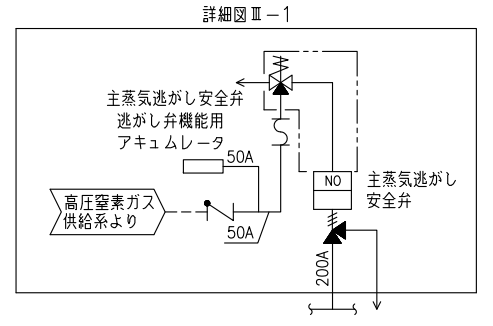 詳細図Ⅲ-1
主蒸気逃がし安全弁
逃がし弁機能用
アキュムレータ
50A
NO
主蒸気逃がし
安全弁
高圧窒素ガス
供給系より
50A
200A